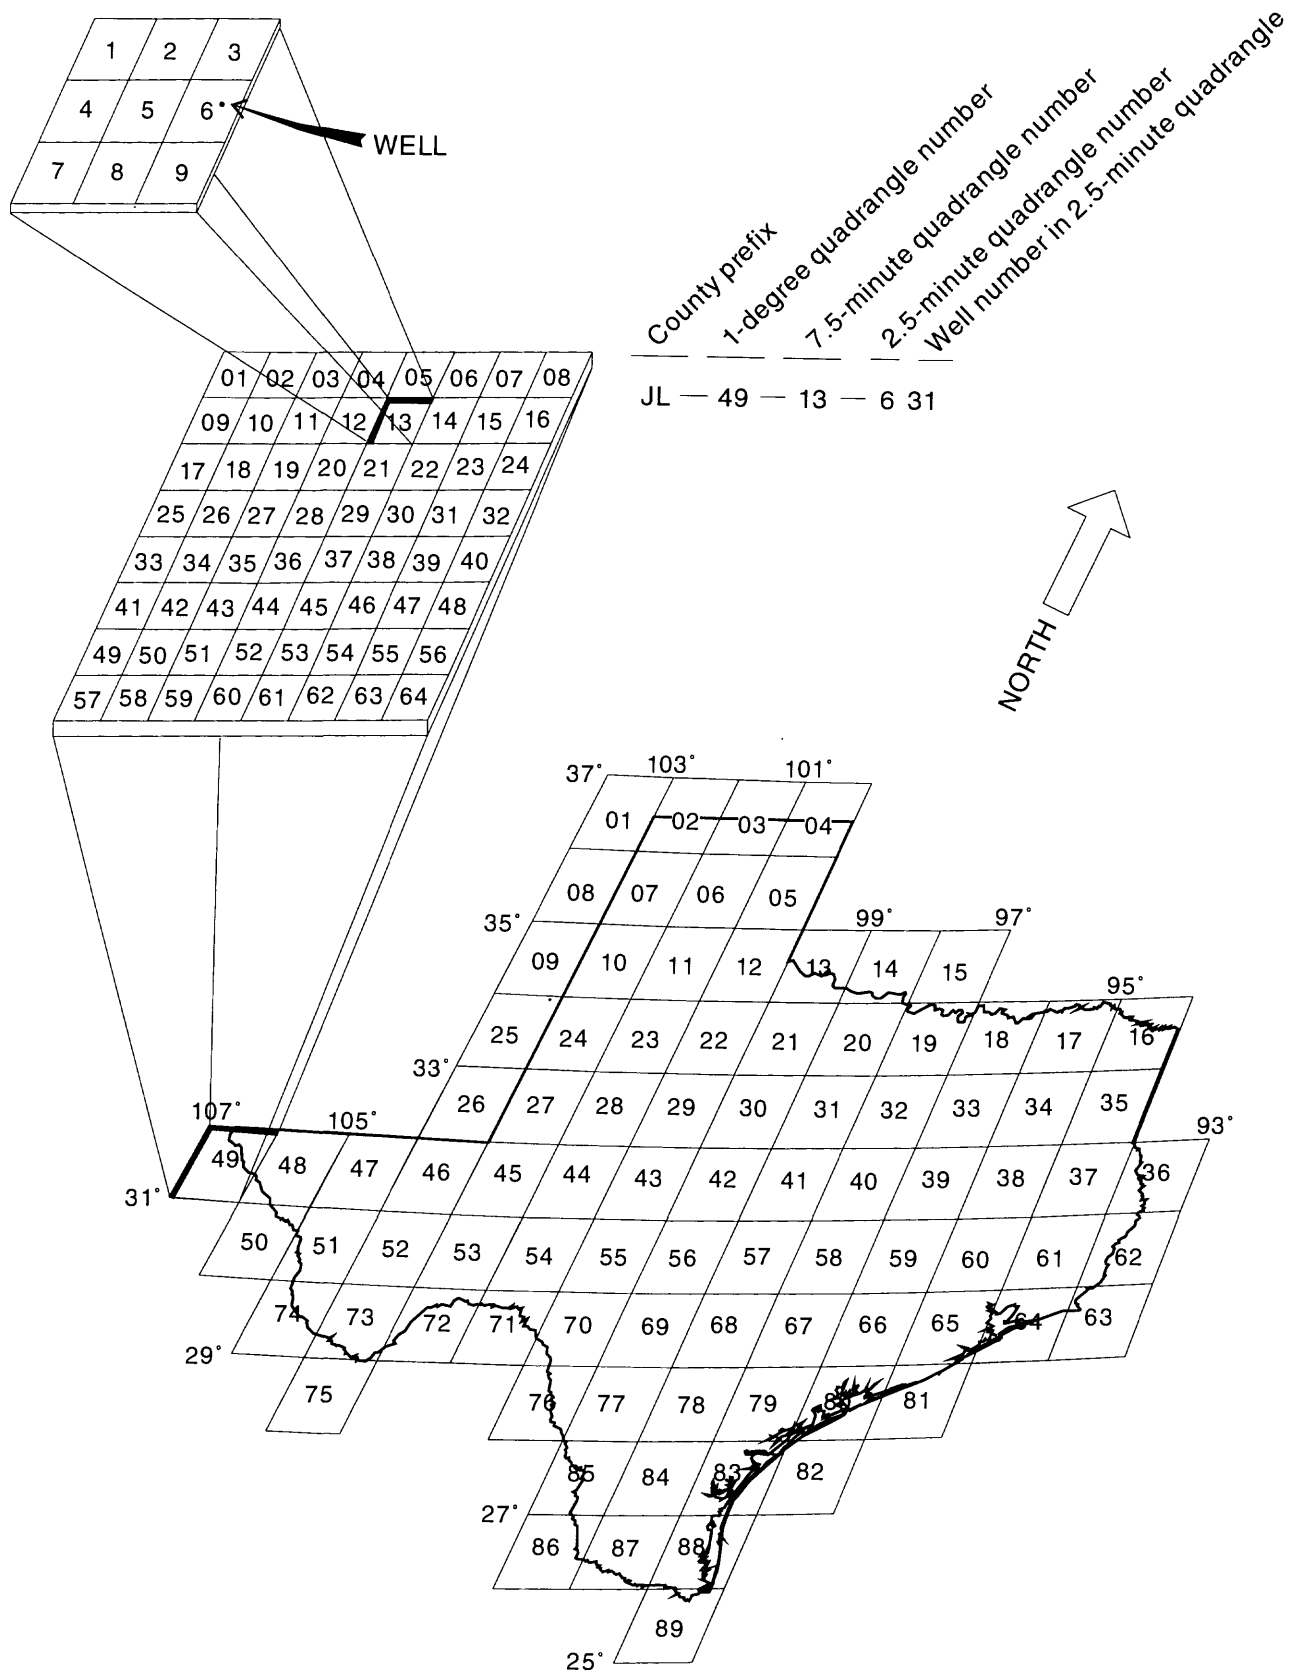 1 2 3
4 5 6
7 8 9
WELL
County prefix
1-degree quadrangle number
7.5-minute quadrangle number
2.5-minute quadrangle number
Well number in 2.5-minute quadrangle
JL — 49 — 13 — 6 31
01 02 03 04 05 06 07 08
09 10 11 12 13 14 15 16
17 18 19 20 21 22 23 24
25 26 27 28 29 30 31 32
33 34 35 36 37 38 39 40
41 42 43 44 45 46 47 48
49 50 51 52 53 54 55 56
57 58 59 60 61 62 63 64
NORTH
37° 103° 101°
01 02 03 04
08 07 06 05
35° 99° 97°
09 10 11 12 13 14 15
95°
25 24 23 22 21 20 19 18 17 16
33°
26 27 28 29 30 31 32 33 34 35
107° 105° 93°
49 48 47 46 45 44 43 42 41 40 39 38 37 36
31°
50 51 52 53 54 55 56 57 58 59 60 61 62
74 73 72 71 70 69 68 67 66 65 64 63
29°
75 76 77 78 79 80 81
85 84 83 82
27°
86 87 88
89
25°